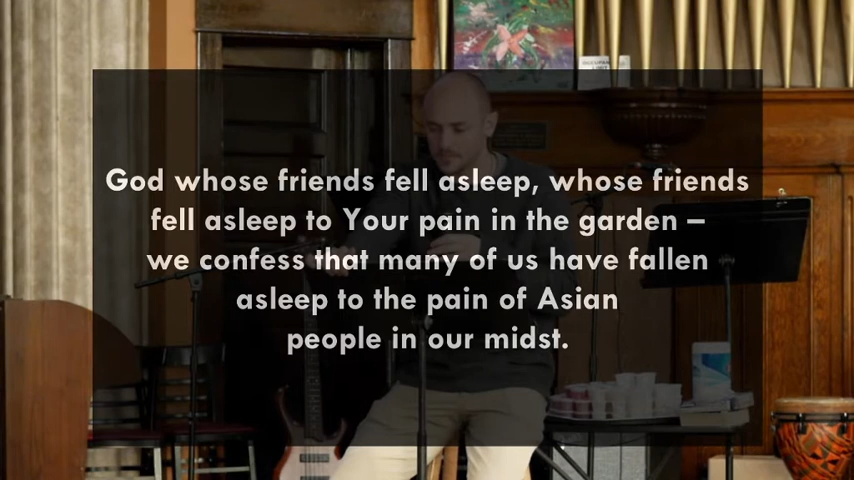 God whose friends fell asleep, whose friends
fell asleep to Your pain in the garden –
we confess that many of us have fallen
asleep to the pain of Asian
people in our midst.